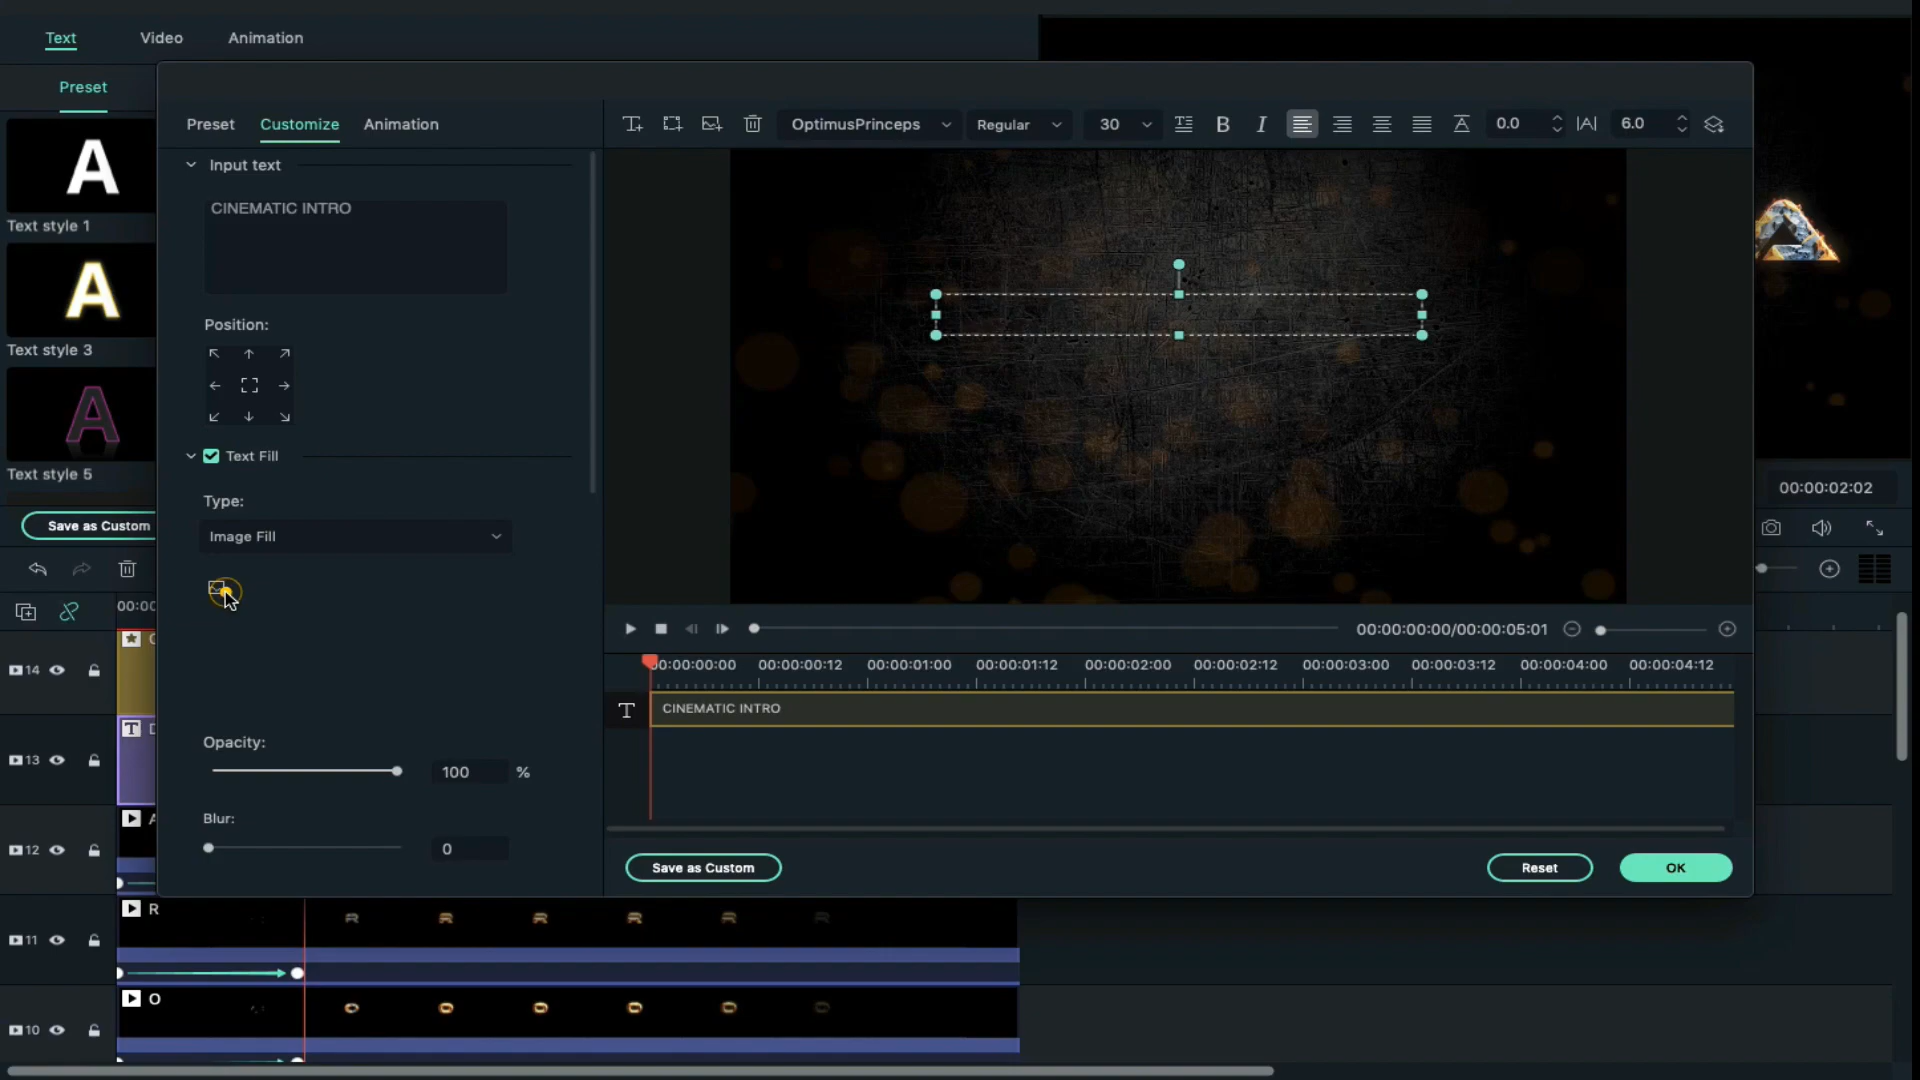 Text Video Animation
Preset
Preset Customize Animation
OptimusPrinceps Regular 30 0.0 6.0
Input text
CINEMATIC INTRO
Text style 1
Position:
Text style 3
Text Fill
Text style 5
Type:
Image Fill
00:00:02:02
Save as Custom
00:00:00:00/00:00:05:01
00:00:00:00 00:00:00:12 00:00:01:00 00:00:01:12 00:00:02:00 00:00:02:12 00:00:03:00 00:00:03:12 00:00:04:00 00:00:04:12
CINEMATIC INTRO
14
13
Opacity:
100 %
Blur:
0
12
Save as Custom Reset OK
R
11
O
10